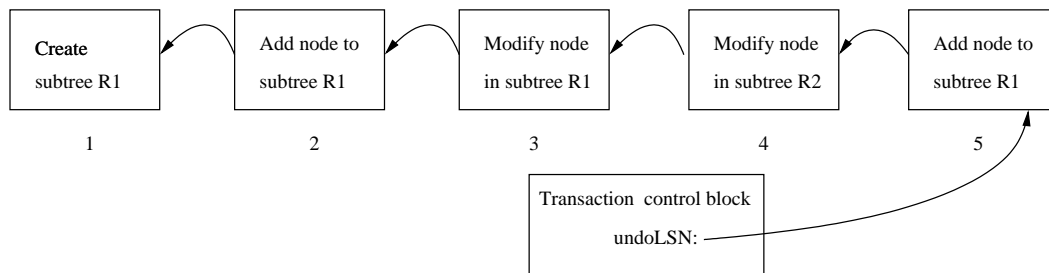 Create
subtree R1
Add node to
subtree R1
Modify node
in subtree R1
Modify node
in subtree R2
Add node to
subtree R1
1
2
3
4
5
Transaction control block
undoLSN: